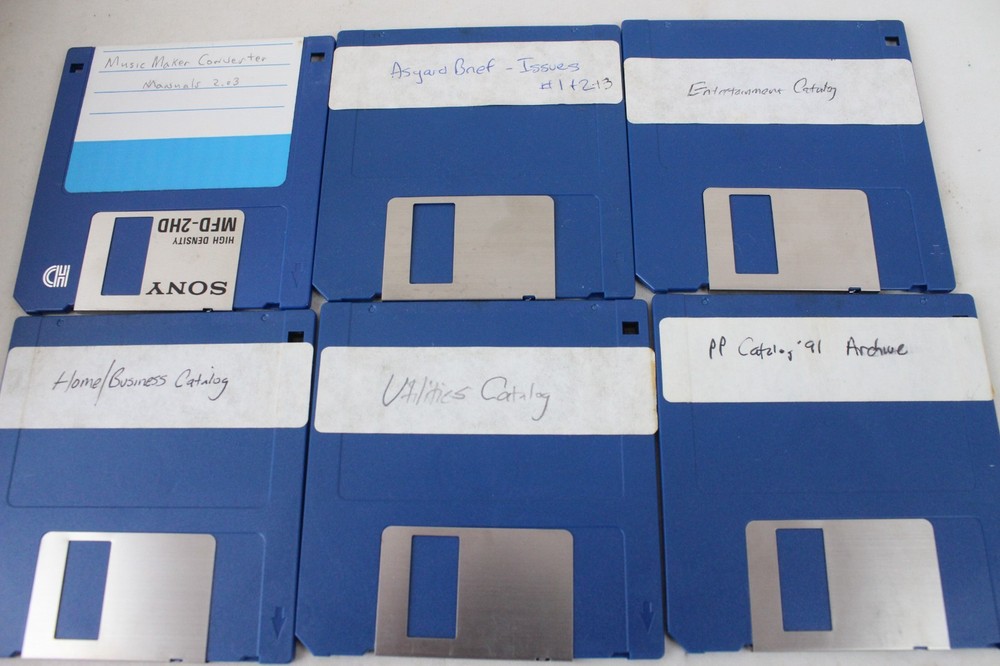 Music Maker Converter
Manuals 2.03
HIGH DENSITY
MFD-2HD
SONY
HD
Asgard Brief - Issues
#1+2-13
Entertainment Catalog
Home/Business Catalog
Utilities Catalog
PP Catalog '91 Archive